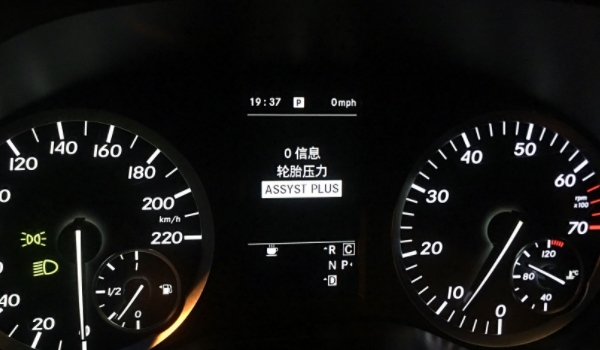 19:37 P 0mph
0 信息
轮胎压力
ASSYST PLUS
R C
N P
D
20 40 120 140 160 180 200 220
km/h
0 1/2
0 10 20 30 40 50 60 70
rpm
x100
40 80 120
°C